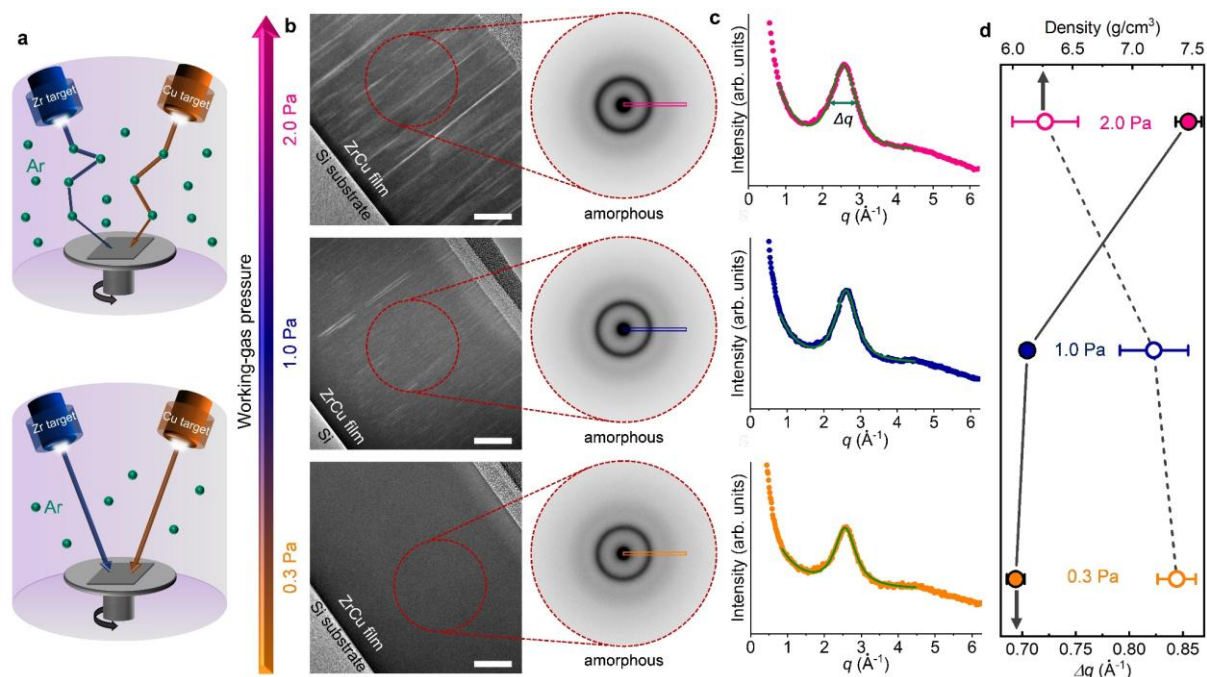 a
Zr target
Cu target
Ar
Zr target
Cu target
Ar
Working-gas pressure
2.0 Pa
1.0 Pa
0.3 Pa
b
ZrCu film
Si substrate
amorphous
ZrCu film
Si
amorphous
ZrCu film
Si substrate
amorphous
c
Intensity (arb. units)
Δq
0 1 2 3 4 5 6
q (Å-1)
Intensity (arb. units)
0 1 2 3 4 5 6
q (Å-1)
Intensity (arb. units)
0 1 2 3 4 5 6
q (Å-1)
d
Density (g/cm³)
6.0 6.5 7.0 7.5
2.0 Pa
1.0 Pa
0.3 Pa
0.70 0.75 0.80 0.85
Δq (Å-1)